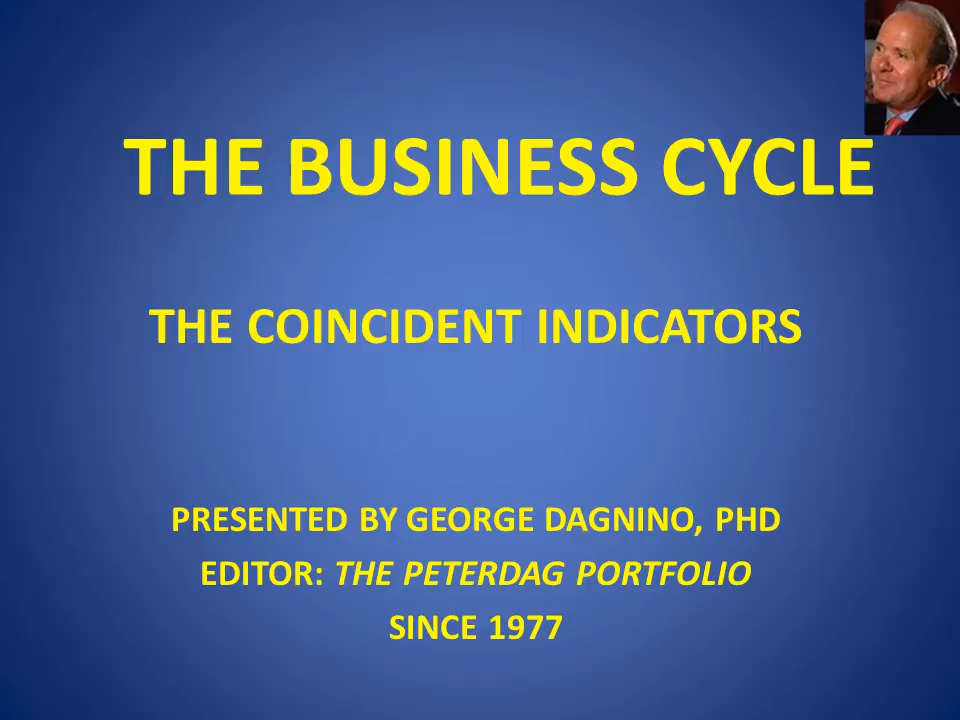 THE BUSINESS CYCLE
THE COINCIDENT INDICATORS
PRESENTED BY GEORGE DAGNINO, PHD
EDITOR: THE PETERDAG PORTFOLIO
SINCE 1977